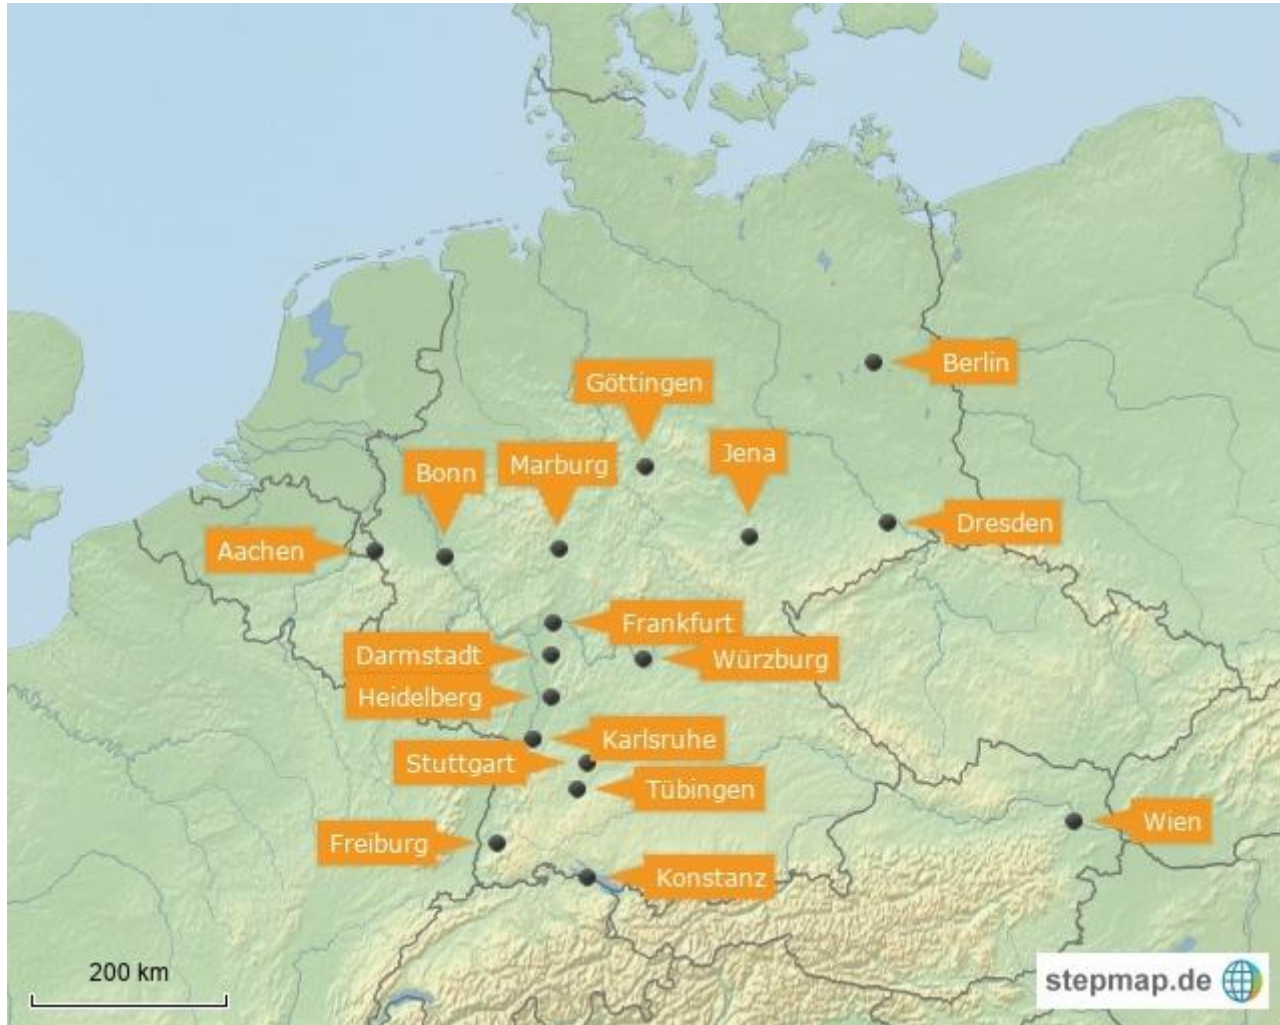 Berlin
Göttingen
Jena
Marburg
Bonn
Dresden
Aachen
Frankfurt
Darmstadt
Würzburg
Heidelberg
Karlsruhe
Stuttgart
Tübingen
Wien
Freiburg
Konstanz
200 km
stepmap.de